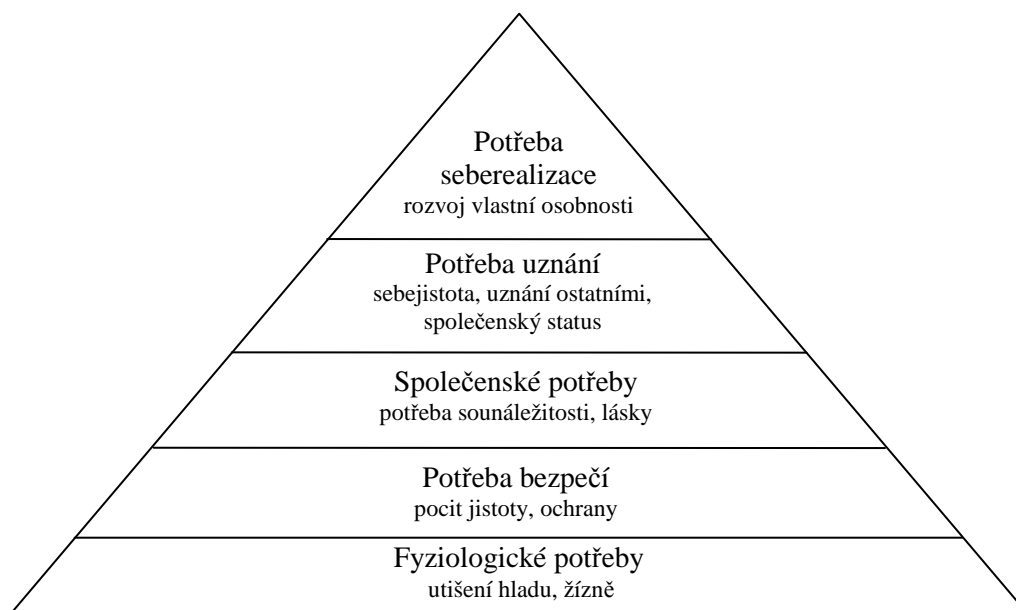 Potřeba
seberealizace
rozvoj vlastní osobnosti
Potřeba uznání
sebejistota, uznání ostatními,
společenský status
Společenské potřeby
potřeba sounáležitosti, lásky
Potřeba bezpečí
pocit jistoty, ochrany
Fyziologické potřeby
utišení hladu, žízně